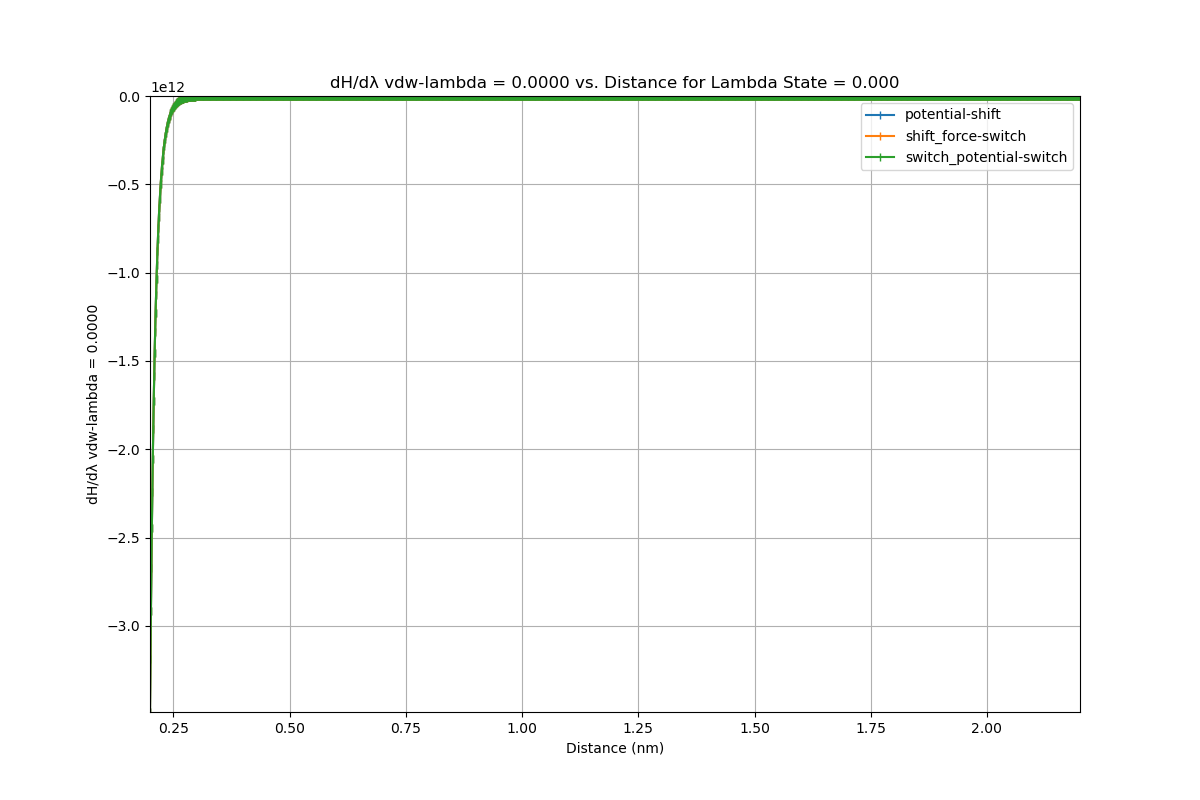 dH/dλ vdw-lambda = 0.0000 vs. Distance for Lambda State = 0.000
1e12
0.0
−0.5
−1.0
−1.5
−2.0
−2.5
−3.0
dH/dλ vdw-lambda = 0.0000
potential-shift
shift_force-switch
switch_potential-switch
0.25 0.50 0.75 1.00 1.25 1.50 1.75 2.00
Distance (nm)